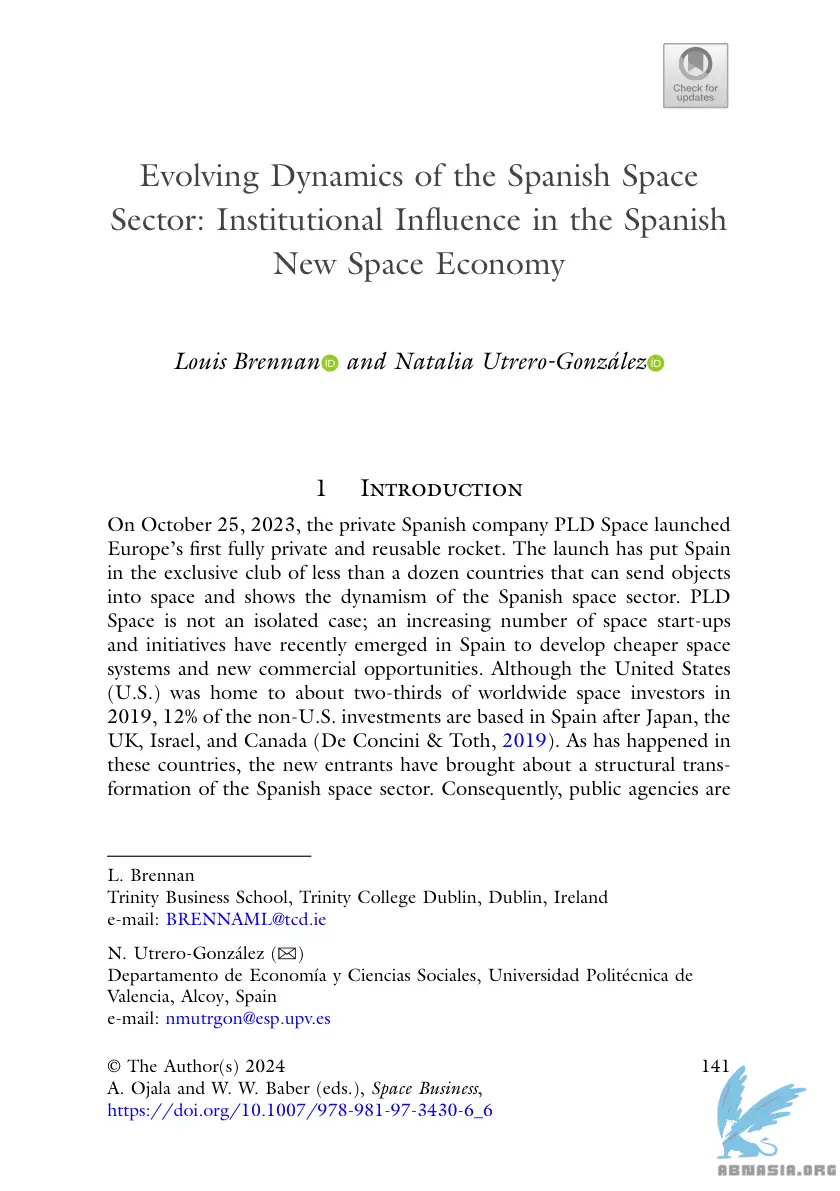 Check for
updates
Evolving Dynamics of the Spanish Space
Sector: Institutional Influence in the Spanish
New Space Economy
Louis Brennan iD and Natalia Utrero-González iD
1 Introduction
On October 25, 2023, the private Spanish company PLD Space launched
Europe’s first fully private and reusable rocket. The launch has put Spain
in the exclusive club of less than a dozen countries that can send objects
into space and shows the dynamism of the Spanish space sector. PLD
Space is not an isolated case; an increasing number of space start-ups
and initiatives have recently emerged in Spain to develop cheaper space
systems and new commercial opportunities. Although the United States
(U.S.) was home to about two-thirds of worldwide space investors in
2019, 12% of the non-U.S. investments are based in Spain after Japan, the
UK, Israel, and Canada (De Concini & Toth, 2019). As has happened in
these countries, the new entrants have brought about a structural trans-
formation of the Spanish space sector. Consequently, public agencies are
L. Brennan
Trinity Business School, Trinity College Dublin, Dublin, Ireland
e-mail: BRENNAML@tcd.ie
N. Utrero-González (✉)
Departamento de Economía y Ciencias Sociales, Universidad Politécnica de
Valencia, Alcoy, Spain
e-mail: nmutrgon@esp.upv.es
© The Author(s) 2024 141
A. Ojala and W. W. Baber (eds.), Space Business,
https://doi.org/10.1007/978-981-97-3430-6_6
ABNASIA.ORG